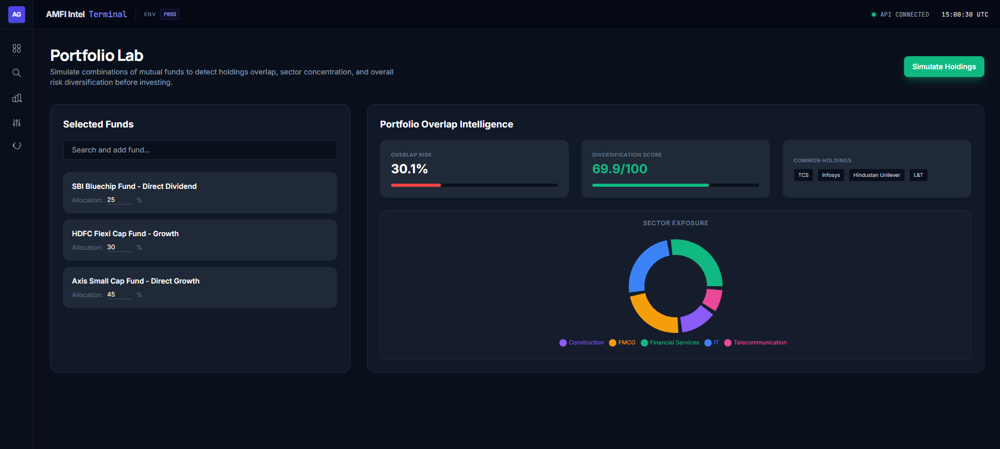 AG
AMFI Intel Terminal
ENV PROD
API CONNECTED
15:00:30 UTC
Portfolio Lab
Simulate combinations of mutual funds to detect holdings overlap, sector concentration, and overall
risk diversification before investing.
Simulate Holdings
Selected Funds
Search and add fund...
SBI Bluechip Fund - Direct Dividend
Allocation: 25 %
HDFC Flexi Cap Fund - Growth
Allocation: 30 %
Axis Small Cap Fund - Direct Growth
Allocation: 45 %
Portfolio Overlap Intelligence
OVERLAP RISK
30.1%
DIVERSIFICATION SCORE
69.9/100
COMMON HOLDINGS
TCS Infosys Hindustan Unilever L&T
SECTOR EXPOSURE
Construction FMCG Financial Services IT Telecommunication